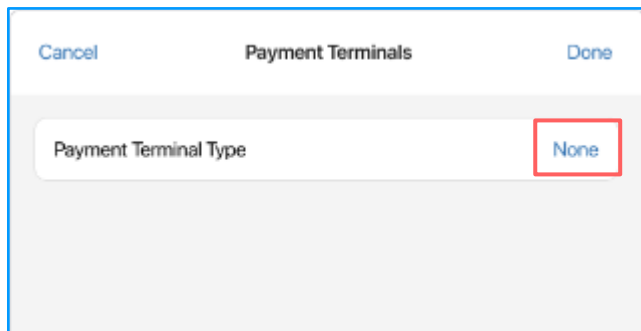 Cancel Payment Terminals Done
Payment Terminal Type None